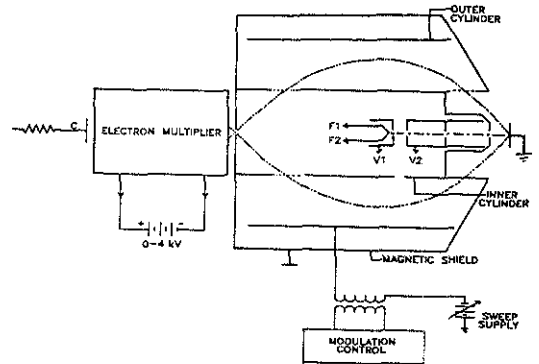 OUTER
CYLINDER
C
ELECTRON MULTIPLIER
F1
F2
V1 V2
INNER
CYLINDER
+ -
0-4 kV
MAGNETIC SHIELD
SWEEP
SUPPLY
MODULATION
CONTROL